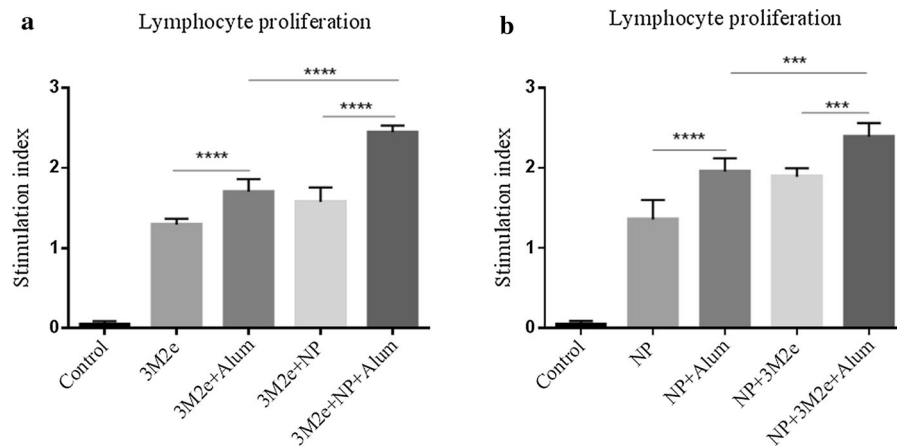 a
Lymphocyte proliferation
Stimulation index
3
2
1
0
****
****
****
Control
3M2e
3M2e+Alum
3M2e+NP
3M2e+NP+Alum
b
Lymphocyte proliferation
Stimulation index
3
2
1
0
***
***
****
Control
NP
NP+Alum
NP+3M2e
NP+3M2e+Alum